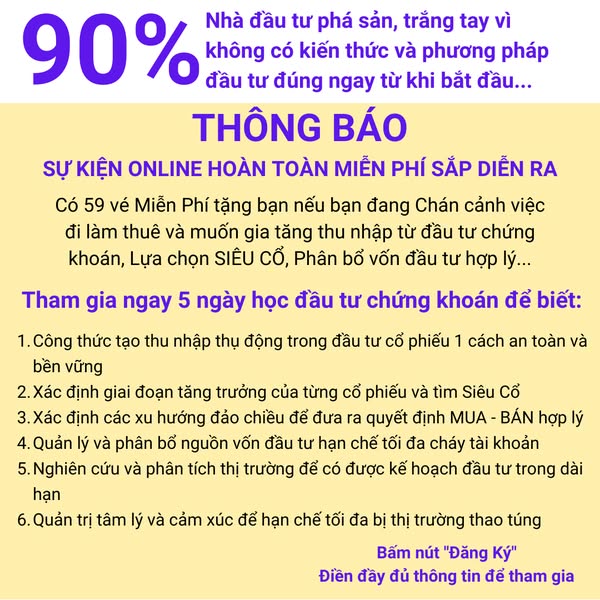 90%
Nhà đầu tư phá sản, trắng tay vì
không có kiến thức và phương pháp
đầu tư đúng ngay từ khi bắt đầu...
THÔNG BÁO
SỰ KIỆN ONLINE HOÀN TOÀN MIỄN PHÍ SẮP DIỄN RA
Có 59 vé Miễn Phí tặng bạn nếu bạn đang Chán cảnh việc
đi làm thuê và muốn gia tăng thu nhập từ đầu tư chứng
khoán, Lựa chọn SIÊU CỔ, Phân bổ vốn đầu tư hợp lý...
Tham gia ngay 5 ngày học đầu tư chứng khoán để biết:
1. Công thức tạo thu nhập thụ động trong đầu tư cổ phiếu 1 cách an toàn và
bền vững
2. Xác định giai đoạn tăng trưởng của từng cổ phiếu và tìm Siêu Cổ
3. Xác định các xu hướng đảo chiều để đưa ra quyết định MUA - BÁN hợp lý
4. Quản lý và phân bổ nguồn vốn đầu tư hạn chế tối đa cháy tài khoản
5. Nghiên cứu và phân tích thị trường để có được kế hoạch đầu tư trong dài
hạn
6. Quản trị tâm lý và cảm xúc để hạn chế tối đa bị thị trường thao túng
Bấm nút "Đăng Ký"
Điền đầy đủ thông tin để tham gia